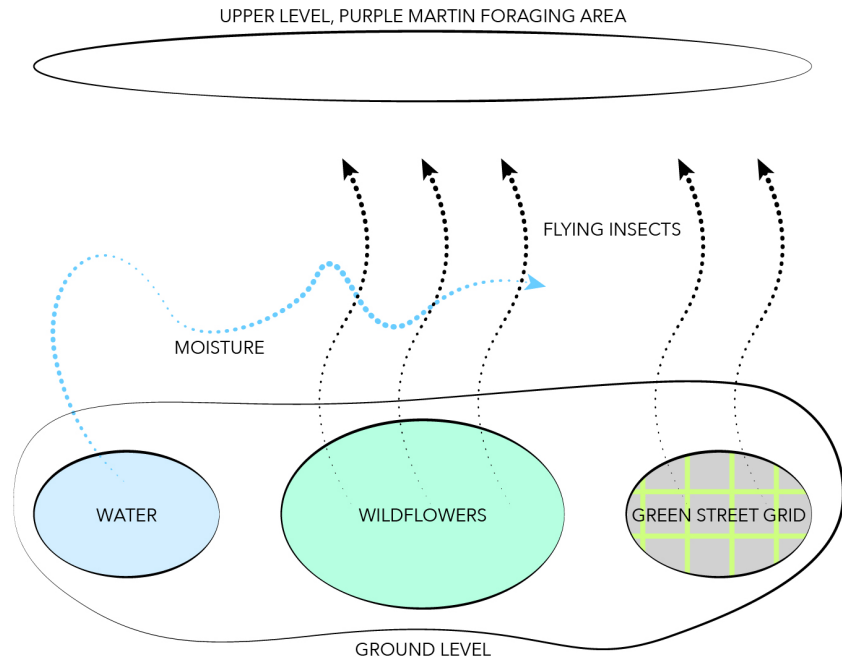 UPPER LEVEL, PURPLE MARTIN FORAGING AREA
FLYING INSECTS
MOISTURE
WATER
WILDFLOWERS
GREEN STREET GRID
GROUND LEVEL